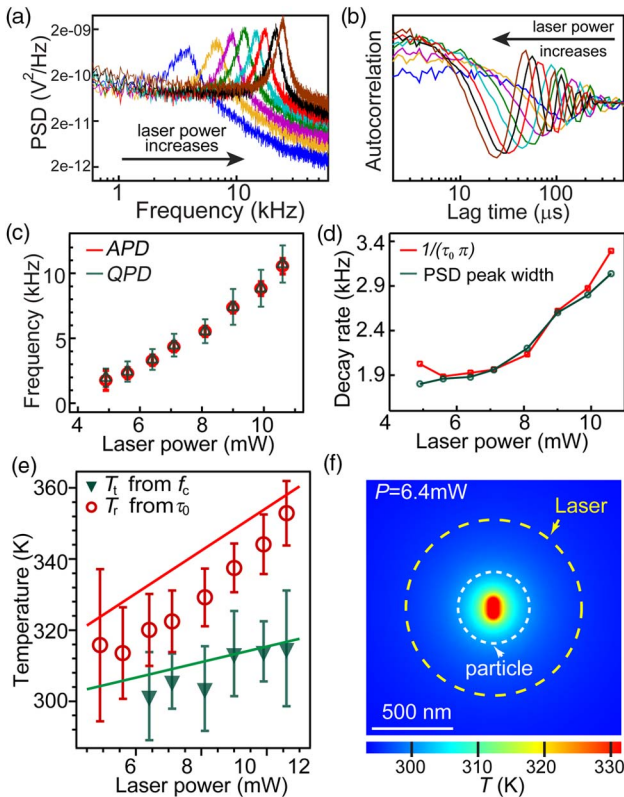 (a)
2e-09
2e-10
2e-11
2e-12
PSD (V²/Hz)
laser power
increases
1
10
Frequency (kHz)
(b)
laser power
increases
Autocorrelation
10
100
Lag time (μs)
(c)
APD
QPD
10
5
0
Frequency (kHz)
4
6
8
10
Laser power (mW)
(d)
1/(τ₀ π)
PSD peak width
3.4
2.9
2.4
1.9
Decay rate (kHz)
4
6
8
10
Laser power (mW)
(e)
Tₜ from f_c
Tᵣ from τ₀
360
340
320
300
Temperature (K)
4
6
8
10
12
Laser power (mW)
(f)
P=6.4mW
Laser
particle
500 nm
300
310
320
330
T (K)